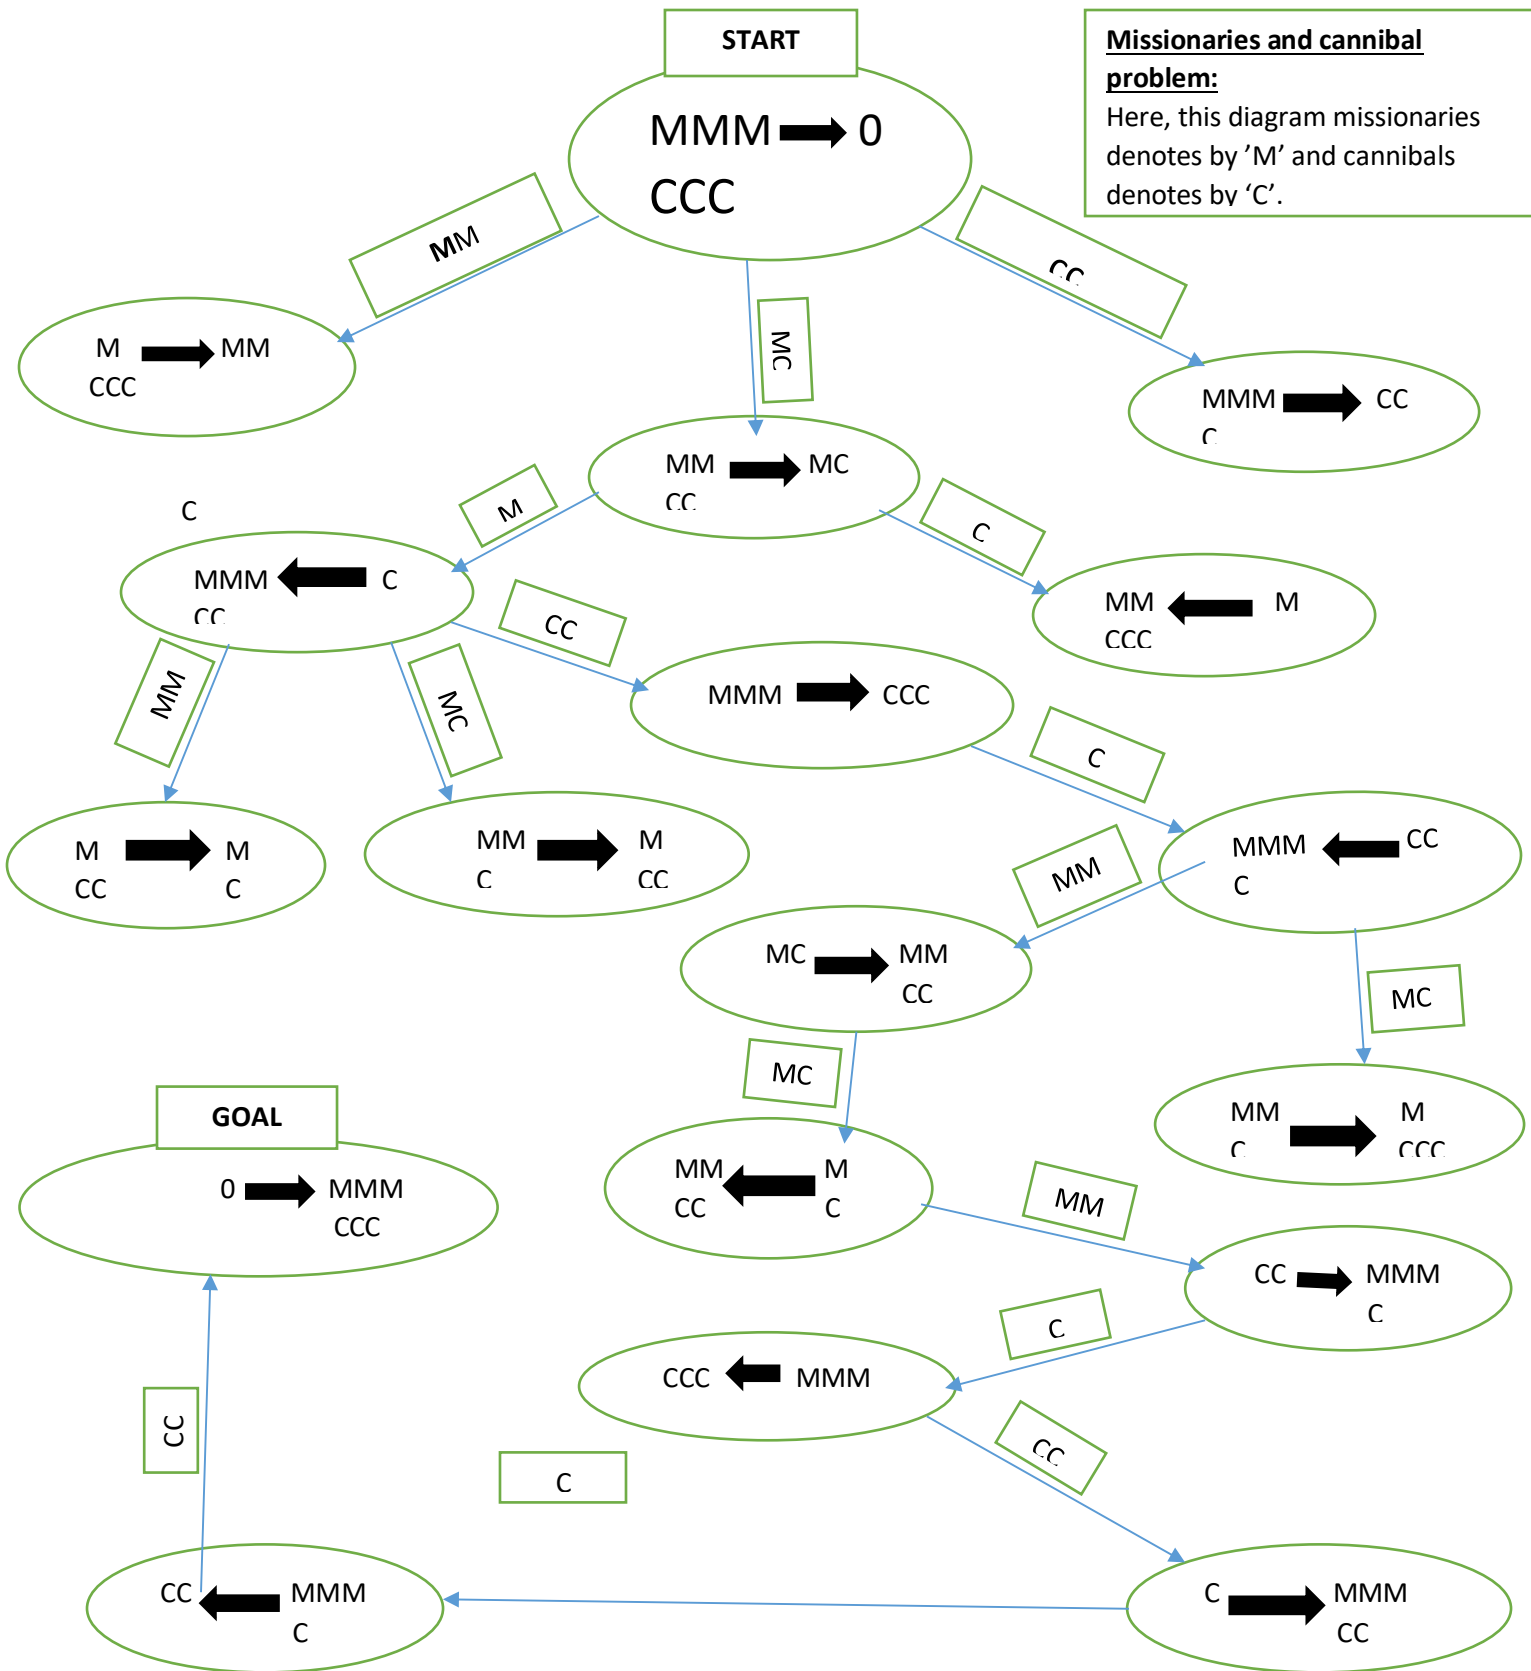 START
Missionaries and cannibal
problem:
Here, this diagram missionaries
denotes by ’M’ and cannibals
denotes by ‘C’.
MMM 0
CCC
MM
CC
MC
M MM
CCC
MMM CC
C
MM MC
CC
M
C
C
MMM C
CC
MM M
CCC
CC
MM
MC
MMM CCC
C
M M
CC C
MM M
C CC
MMM CC
C
MM
MC MM
CC
MC
MC
GOAL
MM M
C CCC
MM M
CC C
0 MMM
CCC
MM
CC MMM
C
C
CCC MMM
CC
CC
C
CC MMM
C
C MMM
CC